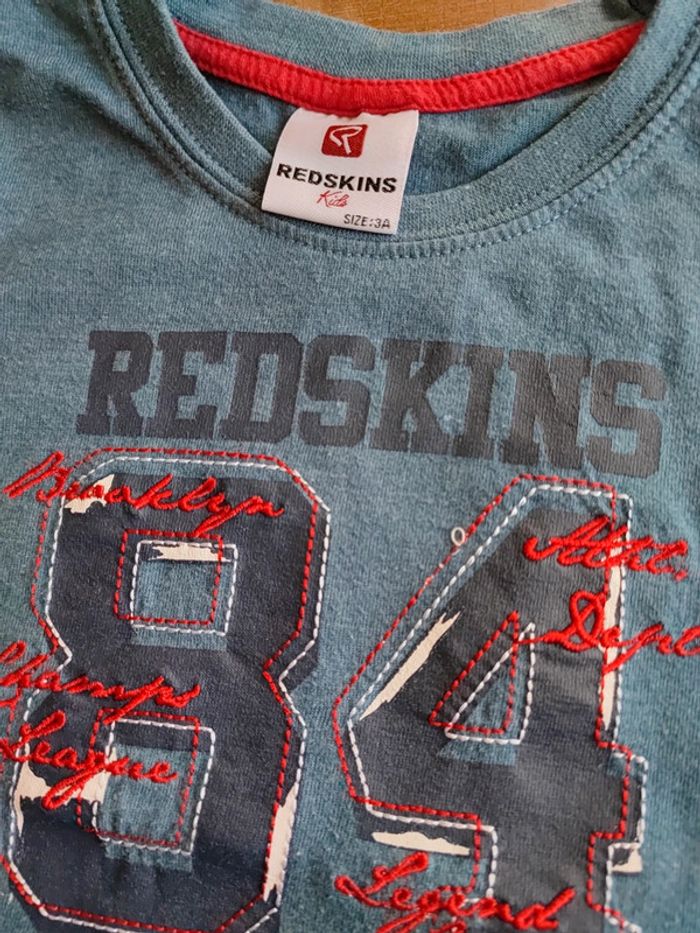 REDSKINS
Kids
SIZE:3A
REDSKINS
84
Brooklyn
Athl.
Dept
Champs
League
Legend